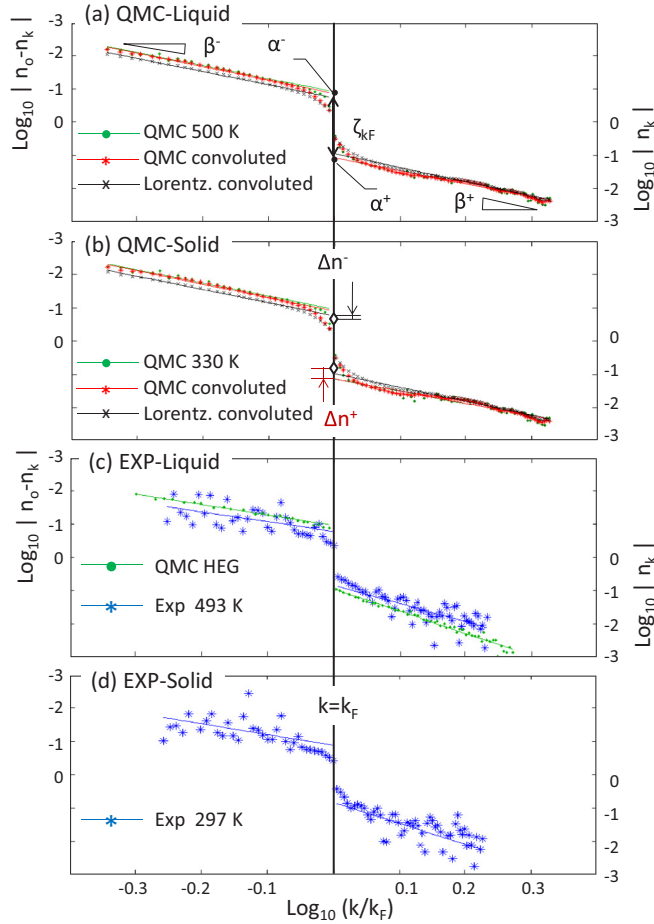 (a) QMC-Liquid
Log₁₀ | nₒ-nₖ|
-2
-1
0
β⁻
α⁻
ζₖF
α⁺
β⁺
QMC 500 K
QMC convoluted
Lorentz. convoluted
Log₁₀ | nₖ |
0
-1
-2
-3
(b) QMC-Solid
-3
-2
-1
0
Δn⁻
Δn⁺
QMC 330 K
QMC convoluted
Lorentz. convoluted
0
-1
-2
-3
(c) EXP-Liquid
Log₁₀ | nₒ-nₖ|
-3
-2
-1
0
QMC HEG
Exp 493 K
Log₁₀ | nₖ |
0
-1
-2
-3
(d) EXP-Solid
-3
-2
-1
0
k=k_F
Exp 297 K
0
-1
-2
-3
-0.3
-0.2
-0.1
0
0.1
0.2
0.3
Log₁₀ (k/k_F)